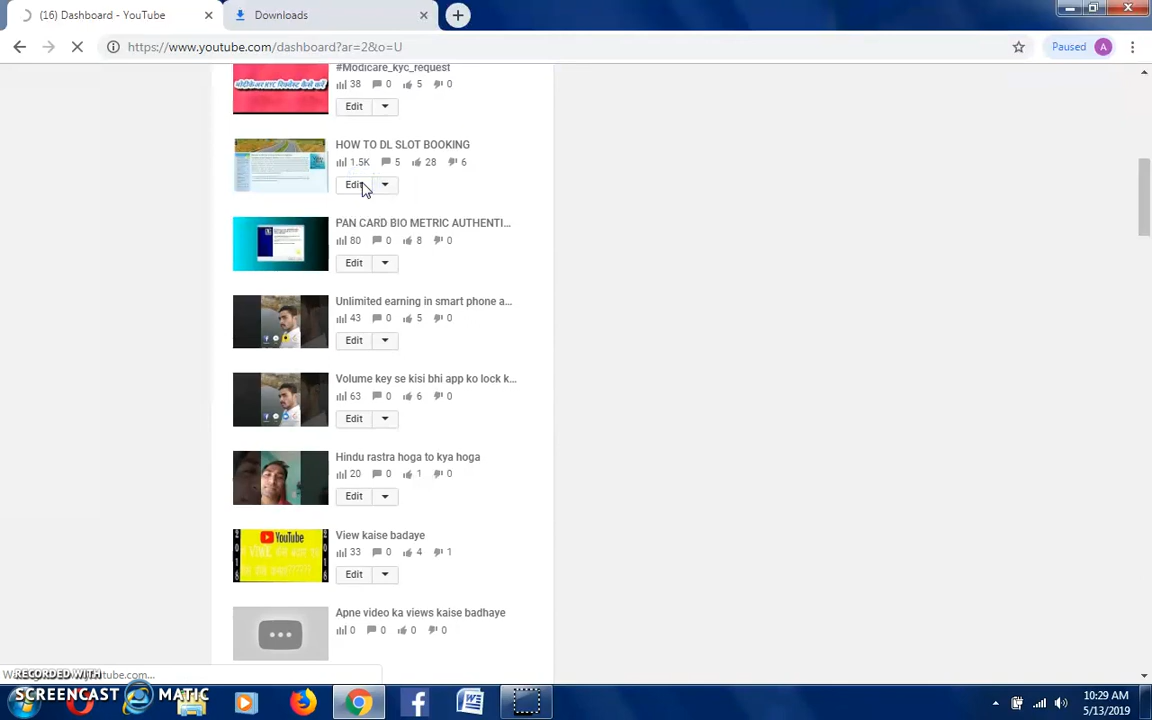 (16) Dashboard - YouTube
Downloads
https://www.youtube.com/dashboard?ar=2&o=U
Paused
A
#Modicare_kyc_request
38 0 5 0
Edit
HOW TO DL SLOT BOOKING
1.5K 5 28 6
Edit
PAN CARD BIO METRIC AUTHENTI...
80 0 8 0
Edit
Unlimited earning in smart phone a...
43 0 5 0
Edit
Volume key se kisi bhi app ko lock k...
63 0 6 0
Edit
Hindu rastra hoga to kya hoga
20 0 1 0
Edit
YouTube
View kaise badaye
33 0 4 1
Edit
Apne video ka views kaise badhaye
0 0 0 0
RECORDED WITH
SCREENCAST MATIC
10:29 AM
5/13/2019